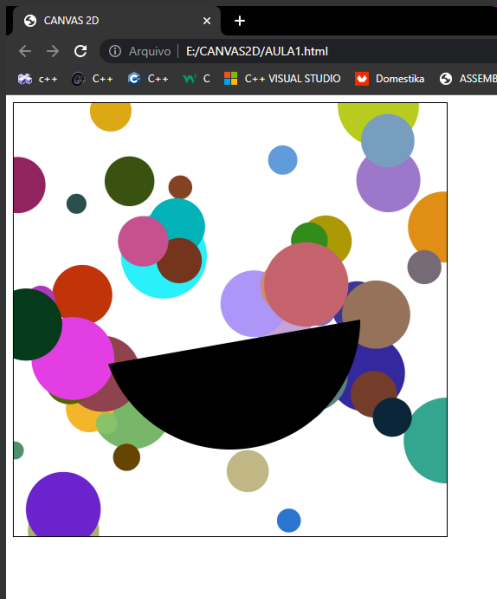 CANVAS 2D
Arquivo E:/CANVAS2D/AULA1.html
c++ C++ C++ C C++ VISUAL STUDIO Domestika ASSEMB